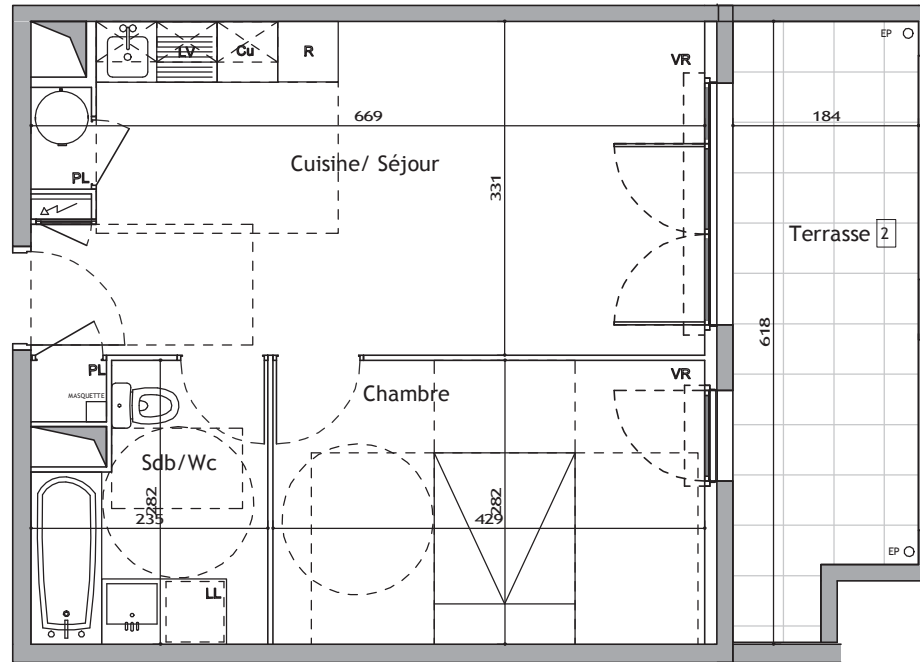 EP
LV
Cu
R
VR
669
184
Cuisine/ Séjour
PL
331
Terrasse 2
618
PL
VR
Chambre
MASQUETTE
Sdb/Wc
282
235
282
429
EP
LL